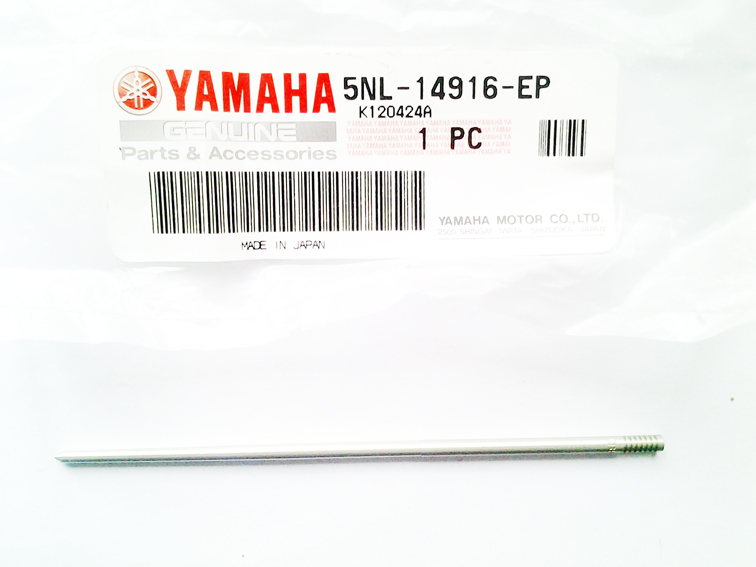 YAMAHA 5NL-14916-EP
K120424A
GENUINE
1 PC
Parts & Accessories
YAMAHA MOTOR CO.,LTD.
MADE IN JAPAN